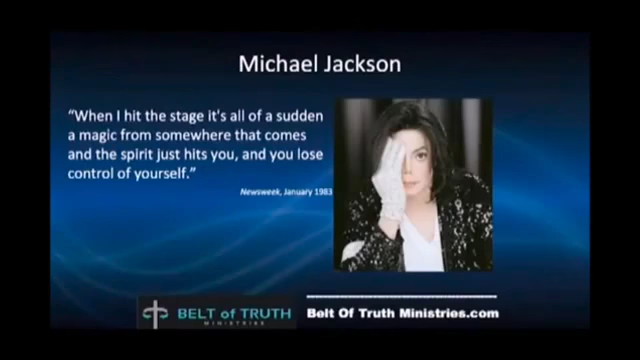 Michael Jackson
“When I hit the stage it's all of a sudden
a magic from somewhere that comes
and the spirit just hits you, and you lose
control of yourself.”
Newsweek, January 1983
BELT of TRUTH
MINISTRIES
Belt Of Truth Ministries.com